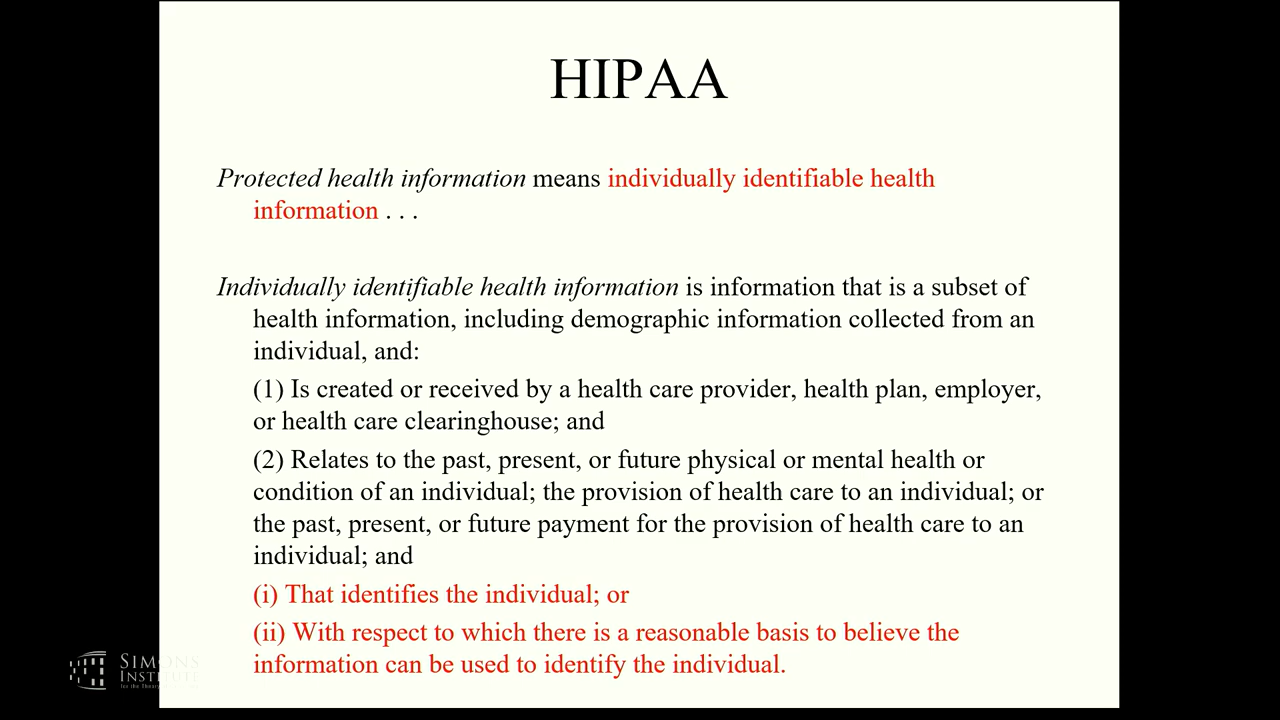 HIPAA
Protected health information means individually identifiable health
information . . .
Individually identifiable health information is information that is a subset of
health information, including demographic information collected from an
individual, and:
(1) Is created or received by a health care provider, health plan, employer,
or health care clearinghouse; and
(2) Relates to the past, present, or future physical or mental health or
condition of an individual; the provision of health care to an individual; or
the past, present, or future payment for the provision of health care to an
individual; and
(i) That identifies the individual; or
(ii) With respect to which there is a reasonable basis to believe the
information can be used to identify the individual.
SIMONS
INSTITUTE
for the Theory